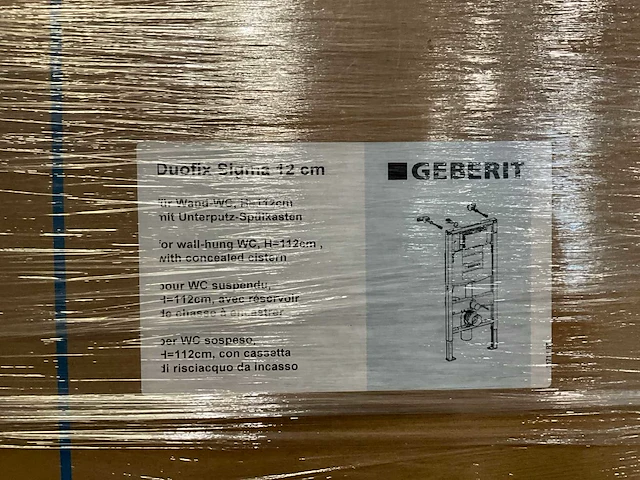 Duofix Sigma 12 cm
GEBERIT
für Wand-WC, H=112cm
mit Unterputz-Spülkasten
for wall-hung WC, H=112cm ,
with concealed cistern
pour WC suspendu,
H=112cm, avec réservoir
de chasse à encastrer
per WC sospeso,
H=112cm, con cassetta
di risciacquo da incasso